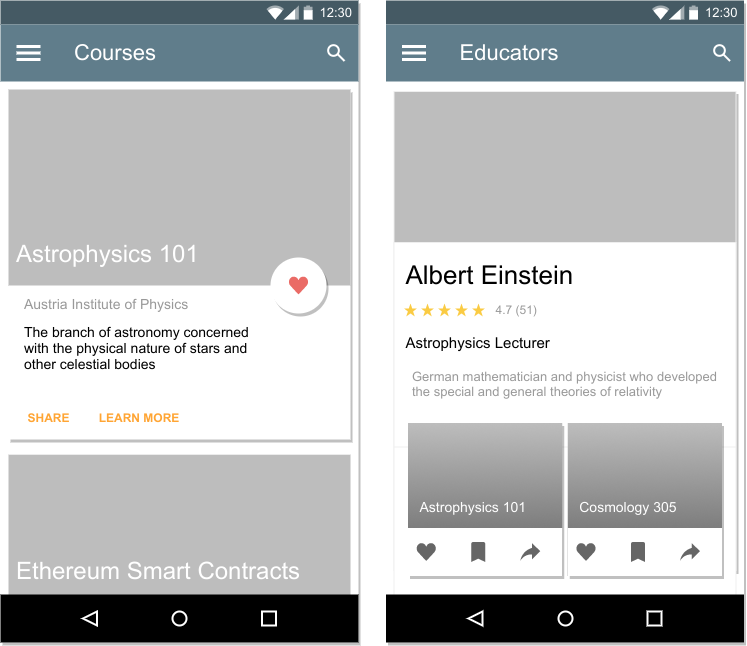 12:30
Courses
Astrophysics 101
Austria Institute of Physics
The branch of astronomy concerned
with the physical nature of stars and
other celestial bodies
SHARE LEARN MORE
Ethereum Smart Contracts
12:30
Educators
Albert Einstein
4.7 (51)
Astrophysics Lecturer
German mathematician and physicist who developed
the special and general theories of relativity
Astrophysics 101
Cosmology 305